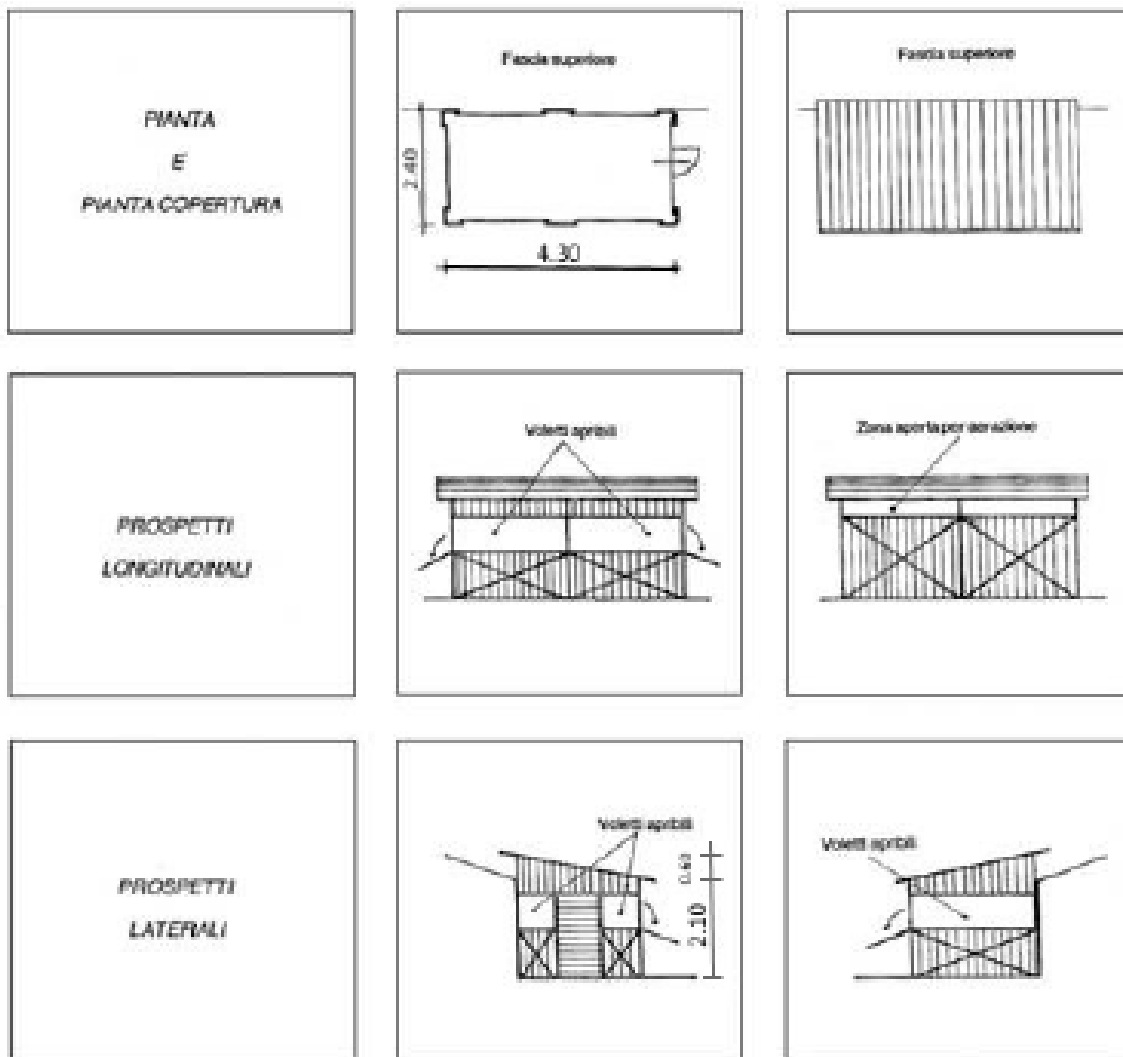 PIANTA
E
PIANTA COPERTURA
Fascia superiore
2.40
4.30
Fascia superiore
PROSPETTI
LONGITUDINALI
Voletti apribili
Zona aperta per aerazione
PROSPETTI
LATERALI
Voletti apribili
0.60
2.10
Voletti apribili